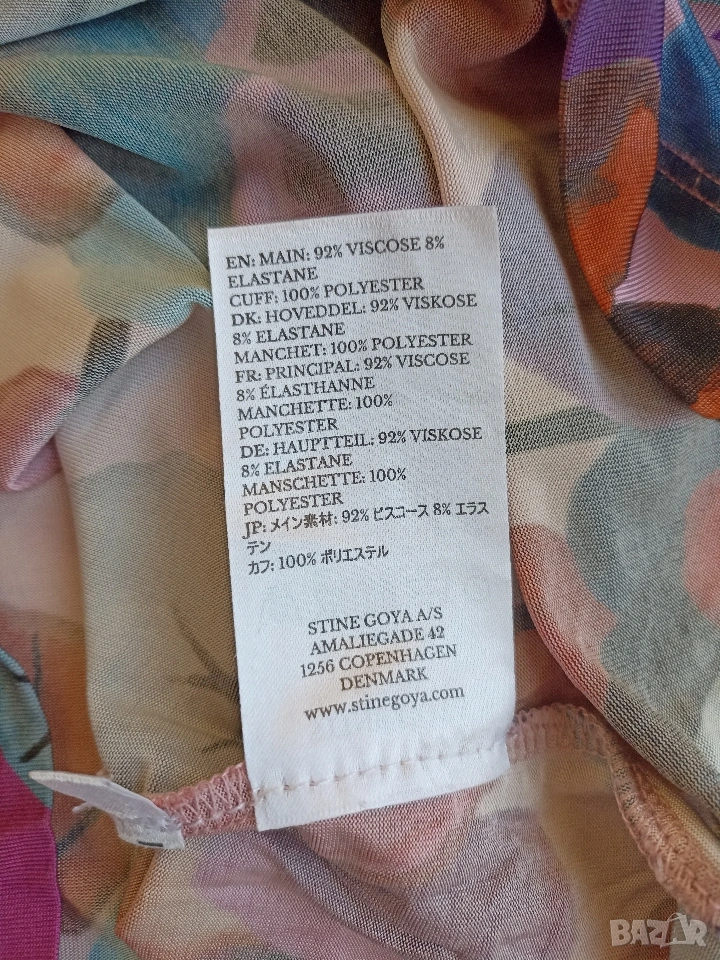 EN: MAIN: 92% VISCOSE 8%
ELASTANE
CUFF: 100% POLYESTER
DK: HOVEDDEL: 92% VISKOSE
8% ELASTANE
MANCHET: 100% POLYESTER
FR: PRINCIPAL: 92% VISCOSE
8% ÉLASTHANNE
MANCHETTE: 100%
POLYESTER
DE: HAUPTTEIL: 92% VISKOSE
8% ELASTANE
MANSCHETTE: 100%
POLYESTER
JP: メイン素材: 92% ビスコース 8% エラス
テン
カフ: 100% ポリエステル
STINE GOYA A/S
AMALIEGADE 42
1256 COPENHAGEN
DENMARK
www.stinegoya.com
BAZAR